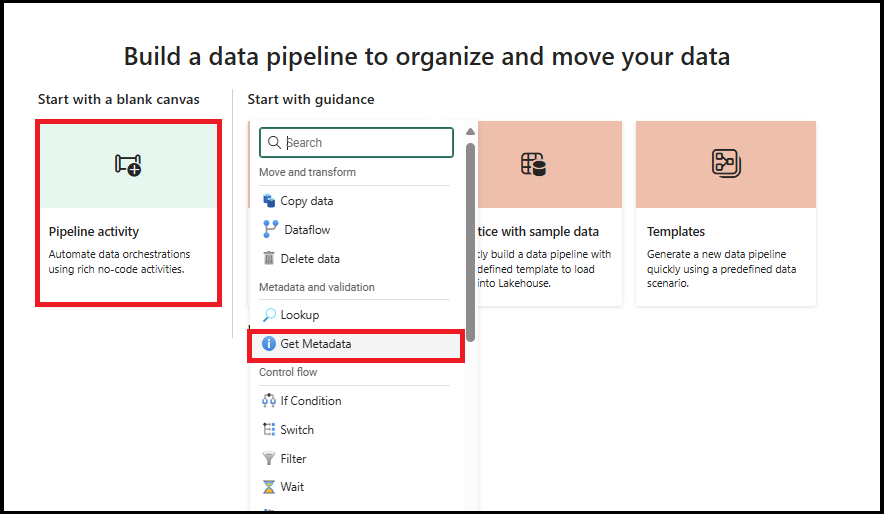 Build a data pipeline to organize and move your data
Start with a blank canvas
Start with guidance
Pipeline activity
Automate data orchestrations
using rich no-code activities.
Search
Move and transform
Copy data
Dataflow
Delete data
Metadata and validation
Lookup
Get Metadata
Control flow
If Condition
Switch
Filter
Wait
with sample data
build a data pipeline with
template to load
into Lakehouse.
Templates
Generate a new data pipeline
quickly using a predefined data
scenario.